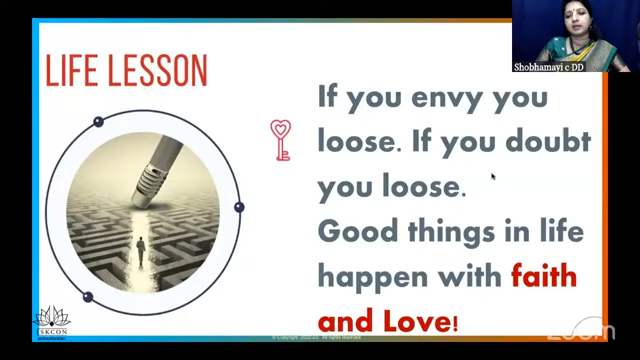 Shobhamayi c DD
LIFE LESSON
If you envy you
loose. If you doubt
you loose.
Good things in life
happen with faith
and Love!
ISKCON
zoom